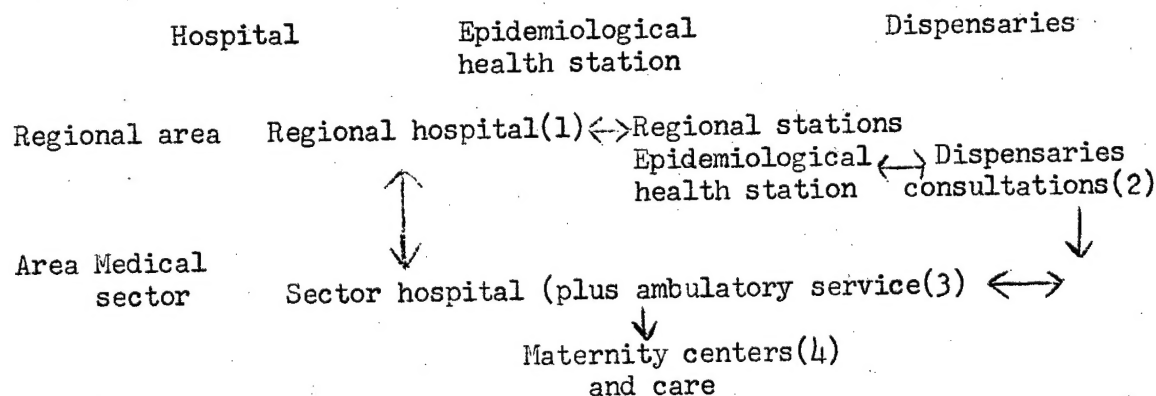 Hospital Epidemiological Dispensaries
health station
Regional area Regional hospital(1)<->Regional stations
Epidemiological <-> Dispensaries
health station consultations(2)
Area Medical
sector Sector hospital (plus ambulatory service(3) <->
Maternity centers(4)
and care